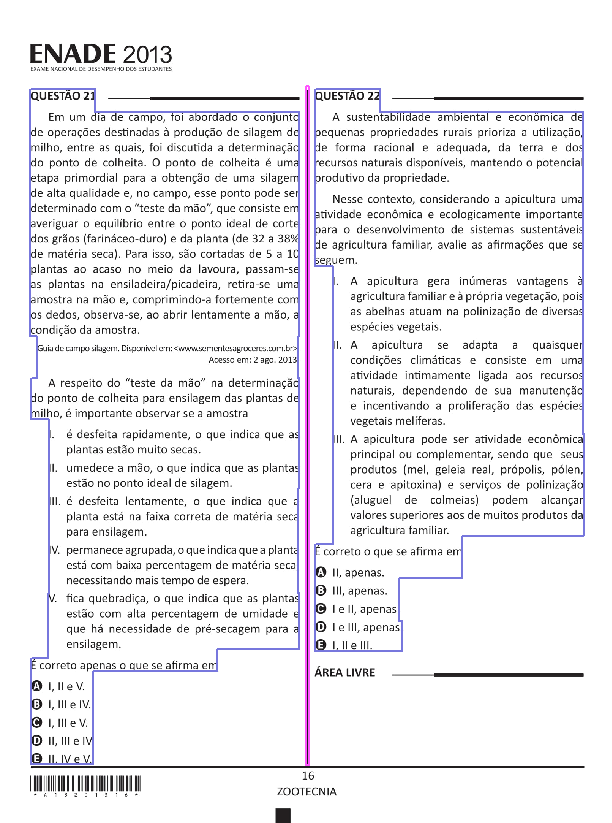 ENADE 2013
EXAME NACIONAL DE DESEMPENHO DOS ESTUDANTES
QUESTÃO 21
Em um dia de campo, foi abordado o conjunto
de operações destinadas à produção de silagem de
milho, entre as quais, foi discutida a determinação
do ponto de colheita. O ponto de colheita é uma
etapa primordial para a obtenção de uma silagem
de alta qualidade e, no campo, esse ponto pode ser
determinado com o “teste da mão”, que consiste em
averiguar o equilíbrio entre o ponto ideal de corte
dos grãos (farináceo-duro) e da planta (de 32 a 38%
de matéria seca). Para isso, são cortadas de 5 a 10
plantas ao acaso no meio da lavoura, passam-se
as plantas na ensiladeira/picadeira, retira-se uma
amostra na mão e, comprimindo-a fortemente com
os dedos, observa-se, ao abrir lentamente a mão, a
condição da amostra.
Guia de campo silagem. Disponível em: <www.sementesagroceres.com.br>
Acesso em: 2 ago. 2013
A respeito do “teste da mão” na determinação
do ponto de colheita para ensilagem das plantas de
milho, é importante observar se a amostra
I. é desfeita rapidamente, o que indica que as
plantas estão muito secas.
II. umedece a mão, o que indica que as plantas
estão no ponto ideal de silagem.
III. é desfeita lentamente, o que indica que a
planta está na faixa correta de matéria seca
para ensilagem.
IV. permanece agrupada, o que indica que a planta
está com baixa percentagem de matéria seca
necessitando mais tempo de espera.
V. fica quebradiça, o que indica que as plantas
estão com alta percentagem de umidade e
que há necessidade de pré-secagem para a
ensilagem.
É correto apenas o que se afirma em
A I, II e V.
B I, III e IV.
C I, III e V.
D II, III e IV
E II, IV e V.
QUESTÃO 22
A sustentabilidade ambiental e econômica de
pequenas propriedades rurais prioriza a utilização,
de forma racional e adequada, da terra e dos
recursos naturais disponíveis, mantendo o potencial
produtivo da propriedade.
Nesse contexto, considerando a apicultura uma
atividade econômica e ecologicamente importante
para o desenvolvimento de sistemas sustentáveis
de agricultura familiar, avalie as afirmações que se
seguem.
I. A apicultura gera inúmeras vantagens à
agricultura familiar e à própria vegetação, pois
as abelhas atuam na polinização de diversas
espécies vegetais.
II. A apicultura se adapta a quaisquer
condições climáticas e consiste em uma
atividade intimamente ligada aos recursos
naturais, dependendo de sua manutenção
e incentivando a proliferação das espécies
vegetais melíferas.
III. A apicultura pode ser atividade econômica
principal ou complementar, sendo que seus
produtos (mel, geleia real, própolis, pólen,
cera e apitoxina) e serviços de polinização
(aluguel de colmeias) podem alcançar
valores superiores aos de muitos produtos da
agricultura familiar.
É correto o que se afirma em
A II, apenas.
B III, apenas.
C I e II, apenas
D I e III, apenas
E I, II e III.
ÁREA LIVRE
*A1320131 6*
16
ZOOTECNIA